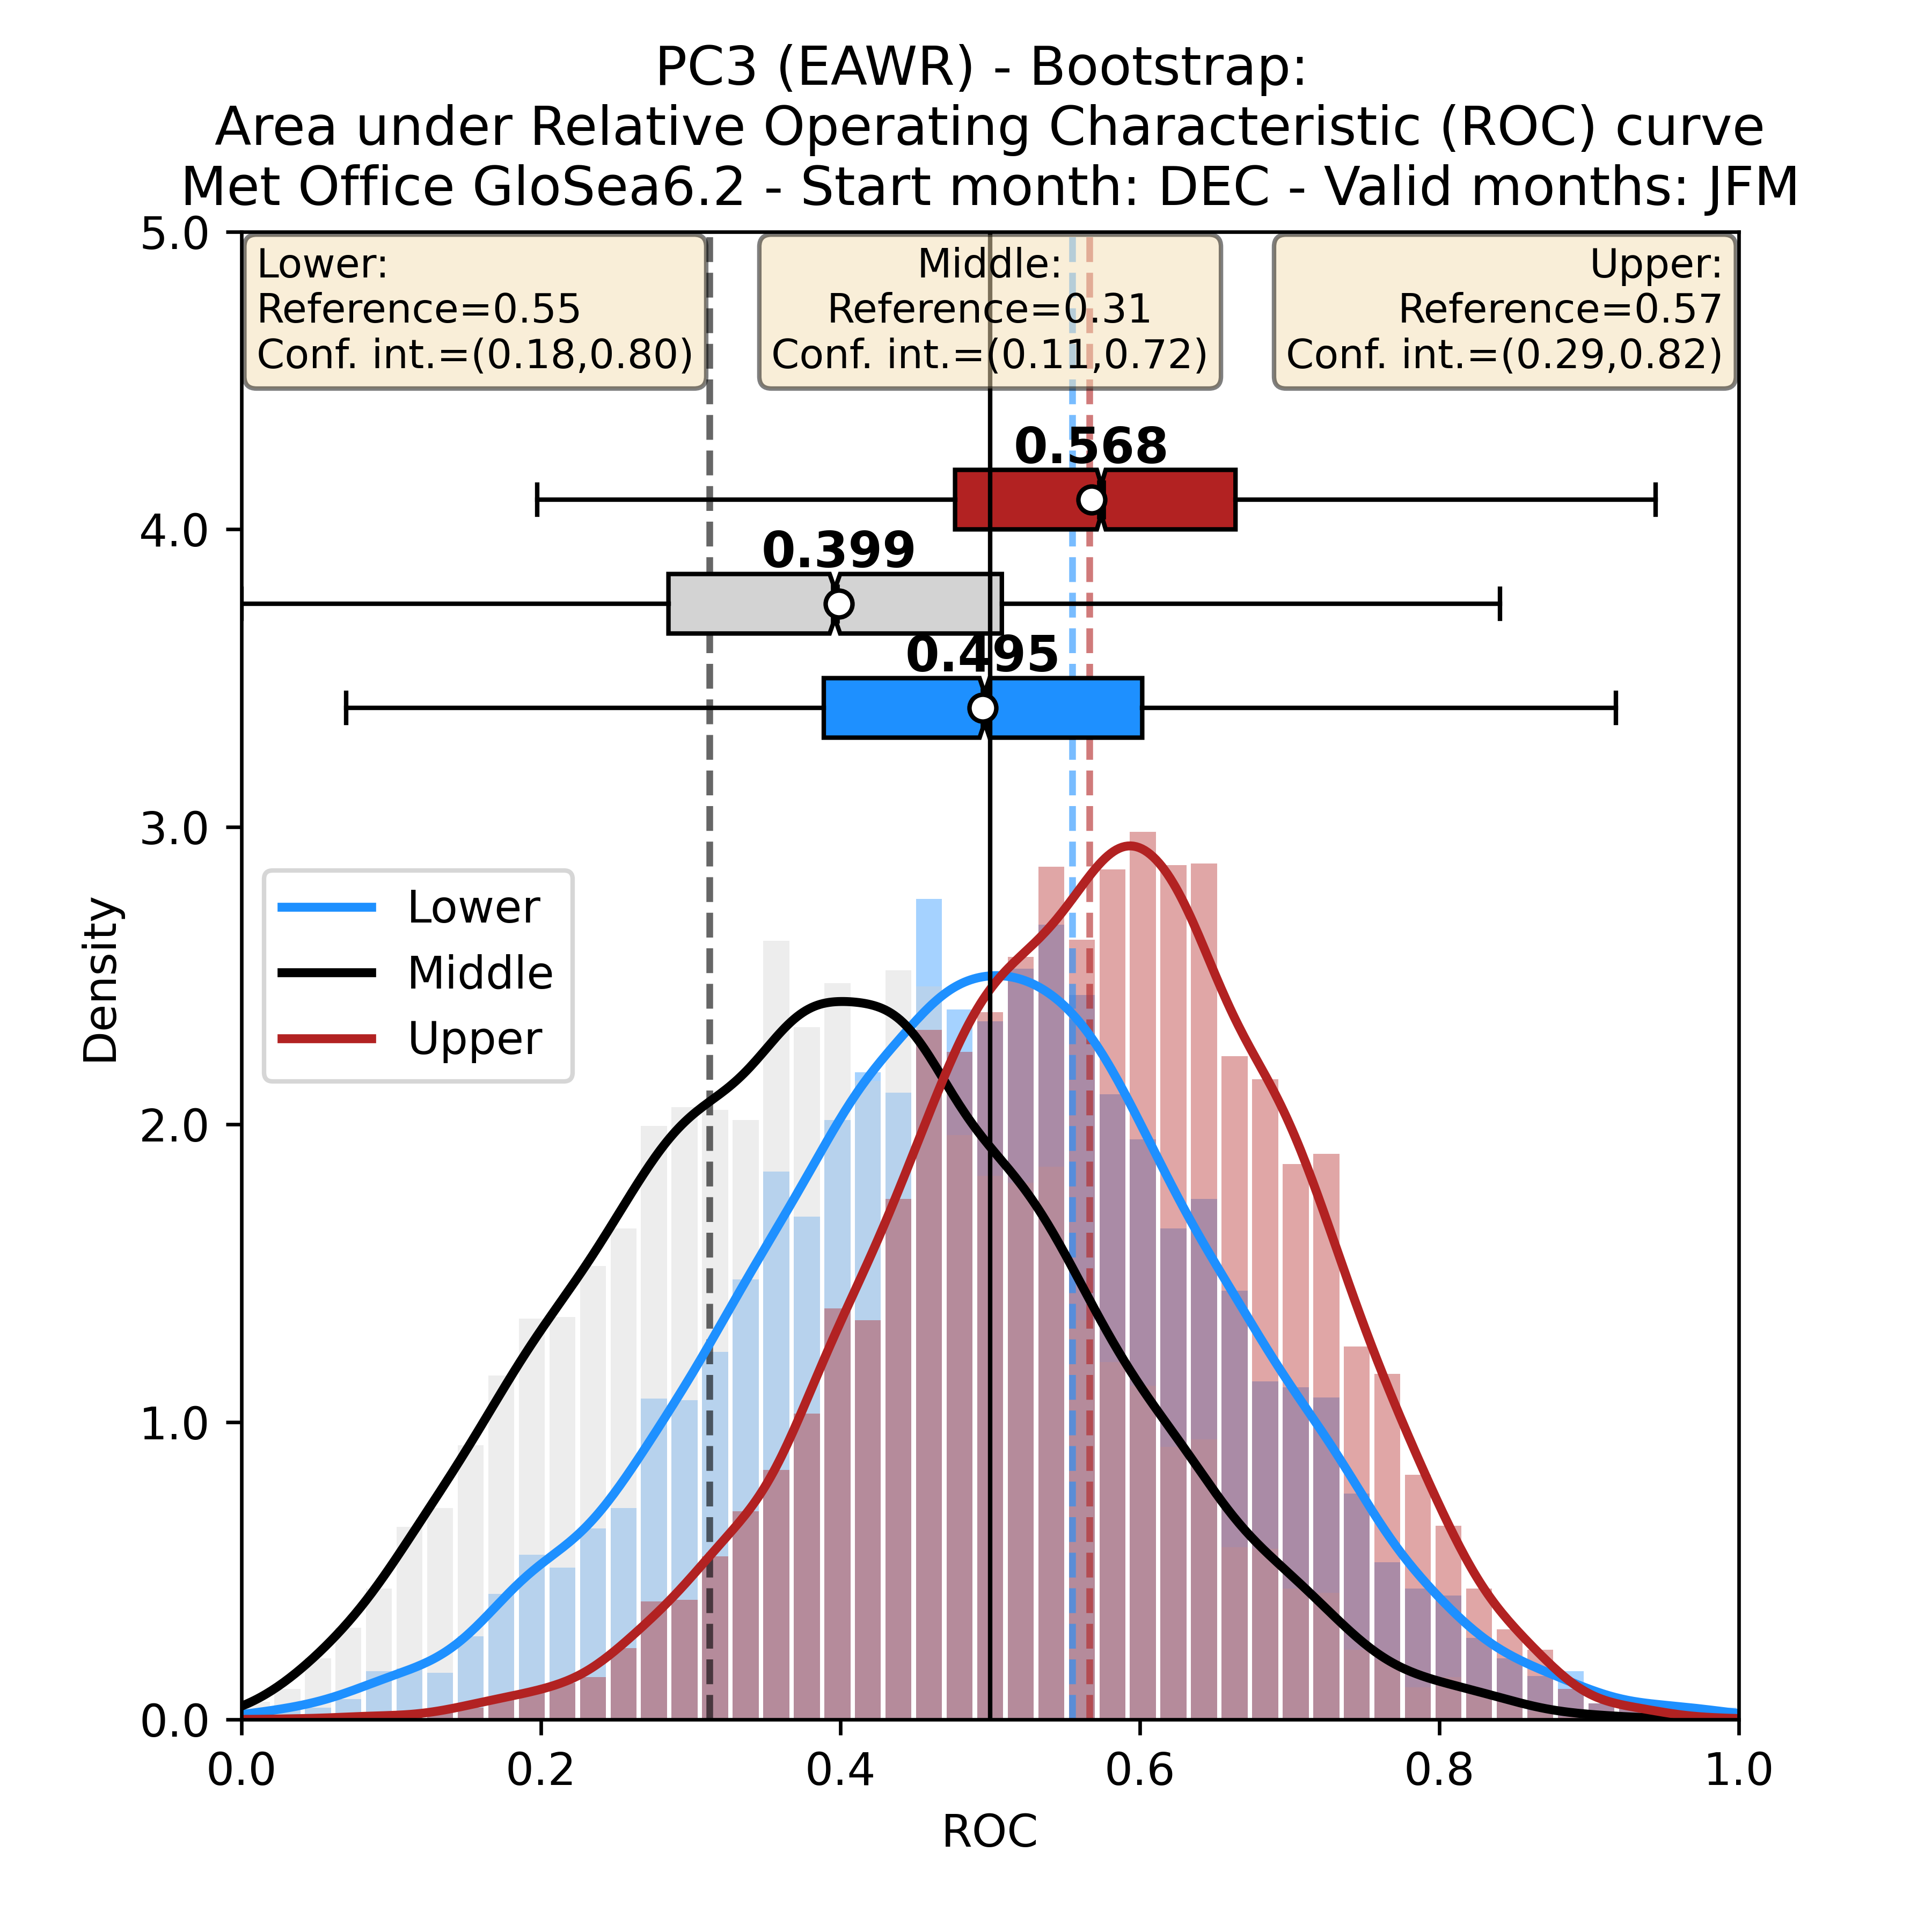 PC3 (EAWR) - Bootstrap:
Area under Relative Operating Characteristic (ROC) curve
Met Office GloSea6.2 - Start month: DEC - Valid months: JFM
Lower:
Reference=0.55
Conf. int.=(0.18,0.80)
Middle:
Reference=0.31
Conf. int.=(0.11,0.72)
Upper:
Reference=0.57
Conf. int.=(0.29,0.82)
0.568
0.399
0.495
Lower
Middle
Upper
Density
5.0
4.0
3.0
2.0
1.0
0.0
0.0 0.2 0.4 0.6 0.8 1.0
ROC